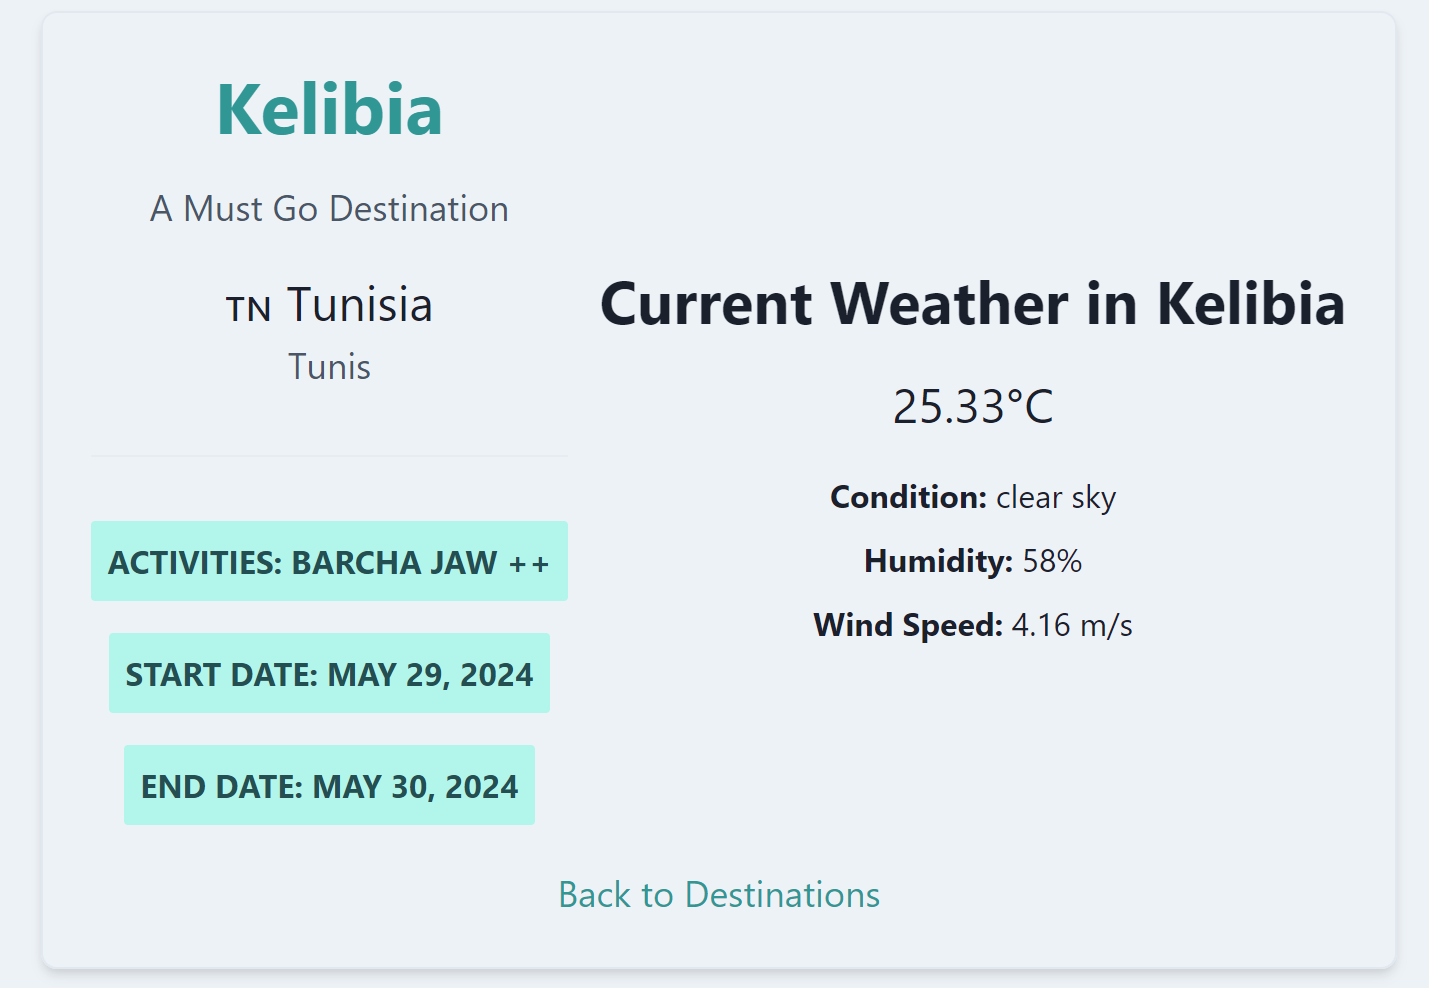 Kelibia
A Must Go Destination
TN Tunisia
Tunis
ACTIVITIES: BARCHA JAW ++
START DATE: MAY 29, 2024
END DATE: MAY 30, 2024
Current Weather in Kelibia
25.33°C
Condition: clear sky
Humidity: 58%
Wind Speed: 4.16 m/s
Back to Destinations